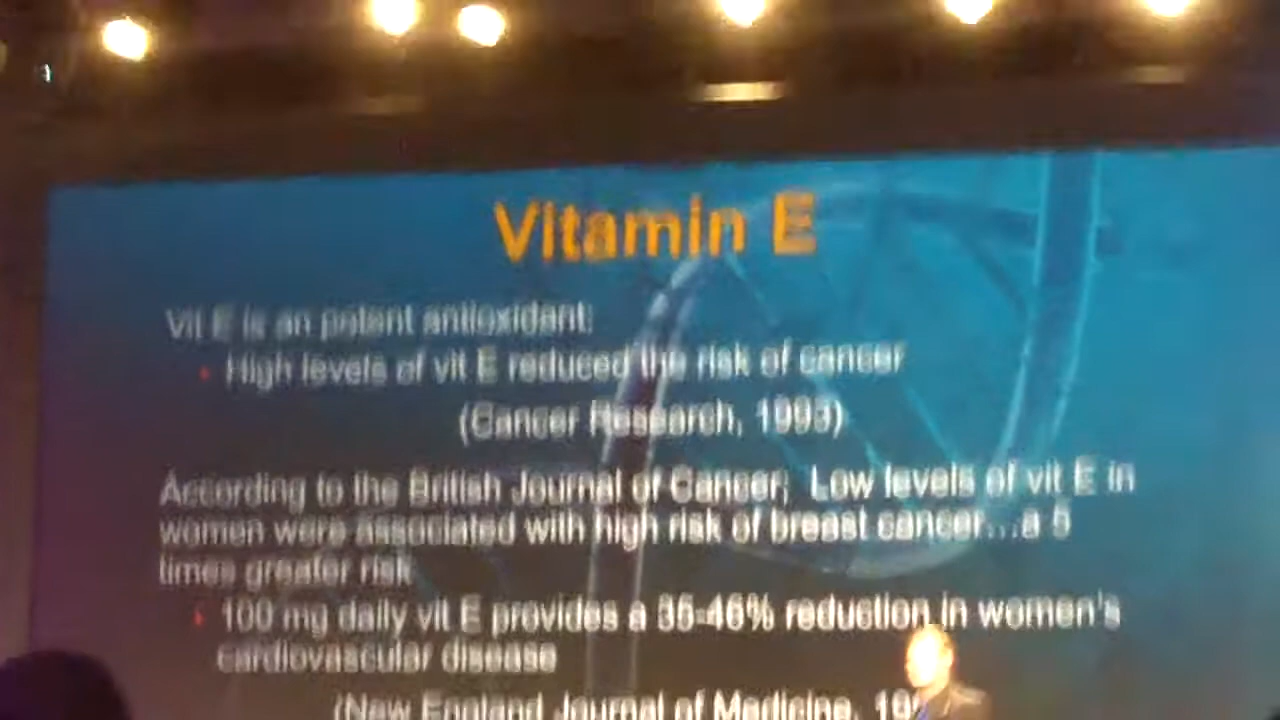 Vitamin E
Vit E is an potent antioxidant:
High levels of vit E reduced the risk of cancer
(Cancer Research, 1993)
According to the British Journal of Cancer; Low levels of vit E in
women were associated with high risk of breast cancer...a 5
times greater risk
100 mg daily vit E provides a 35-46% reduction in women's
cardiovascular disease
(New England Journal of Medicine,